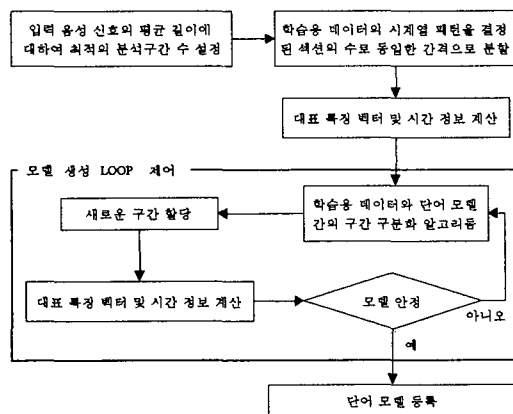 입력 음성 신호의 평균 길이에
대하여 최적의 분석구간 수 설정
학습용 데이터와 시계열 패턴을 결정
된 섹션의 수로 동일한 간격으로 분할
대표 특징 벡터 및 시간 정보 계산
모델 생성 LOOP 제어
새로운 구간 할당
학습용 데이터와 단어 모델
간의 구간 구분화 알고리듬
대표 특징 벡터 및 시간 정보 계산
모델 안정
아니오
예
단어 모델 등록